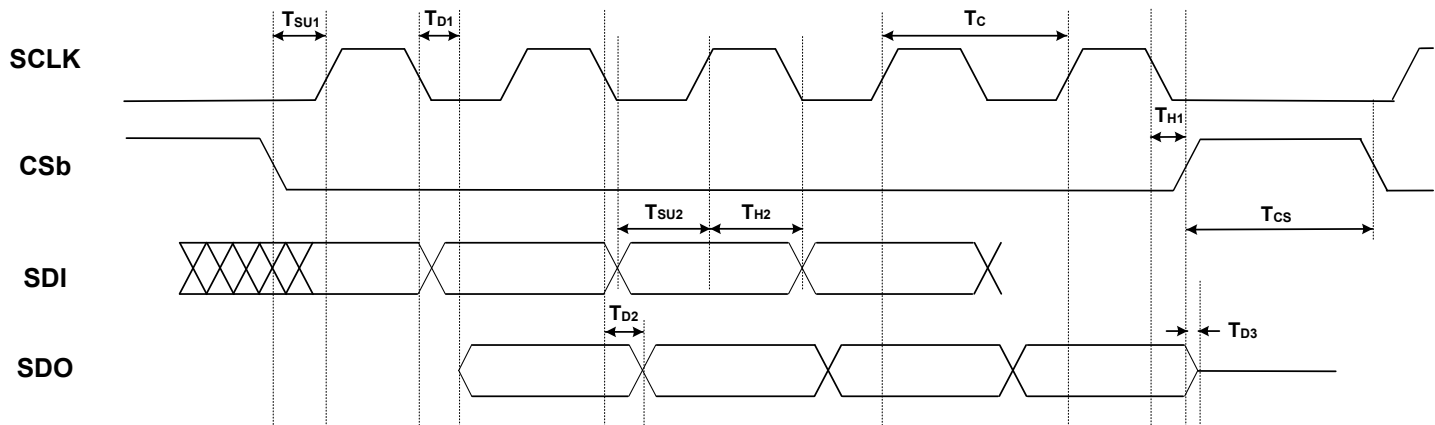 TSU1 TD1 TC
SCLK
TH1
CSb
TSU2 TH2 TCS
SDI
TD2 TD3
SDO